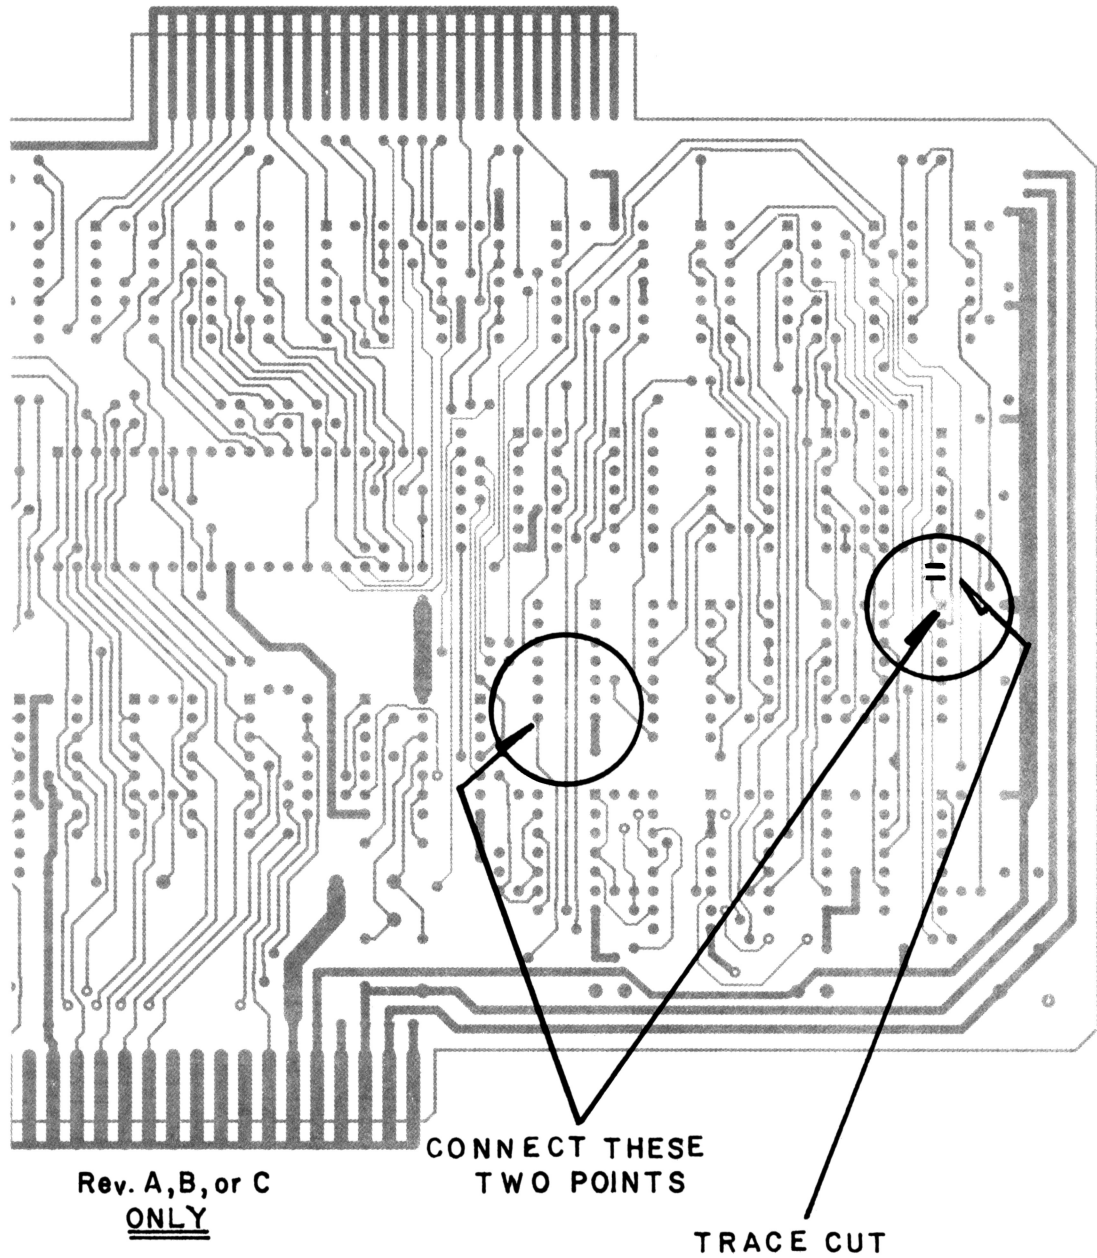 CONNECT THESE
TWO POINTS
Rev. A, B, or C
ONLY
TRACE CUT